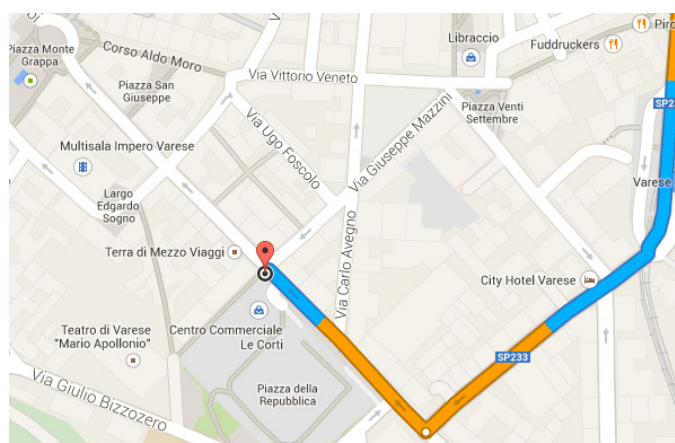 Corso Aldo Moro
Piazza Monte
Grappa
Piazza San
Giuseppe
Via Vittorio Veneto
Libraccio
Fuddruckers
Piazza Venti
Settembre
SP2
Multisala Impero Varese
Via Ugo Foscolo
Via Giuseppe Mazzini
Varese
Largo
Edgardo
Sogno
Terra di Mezzo Viaggi
Via Carlo Avegno
City Hotel Varese
Centro Commerciale
Le Corti
Teatro di Varese
"Mario Apollonio"
SP233
Piazza della
Repubblica
Via Giulio Bizzozero